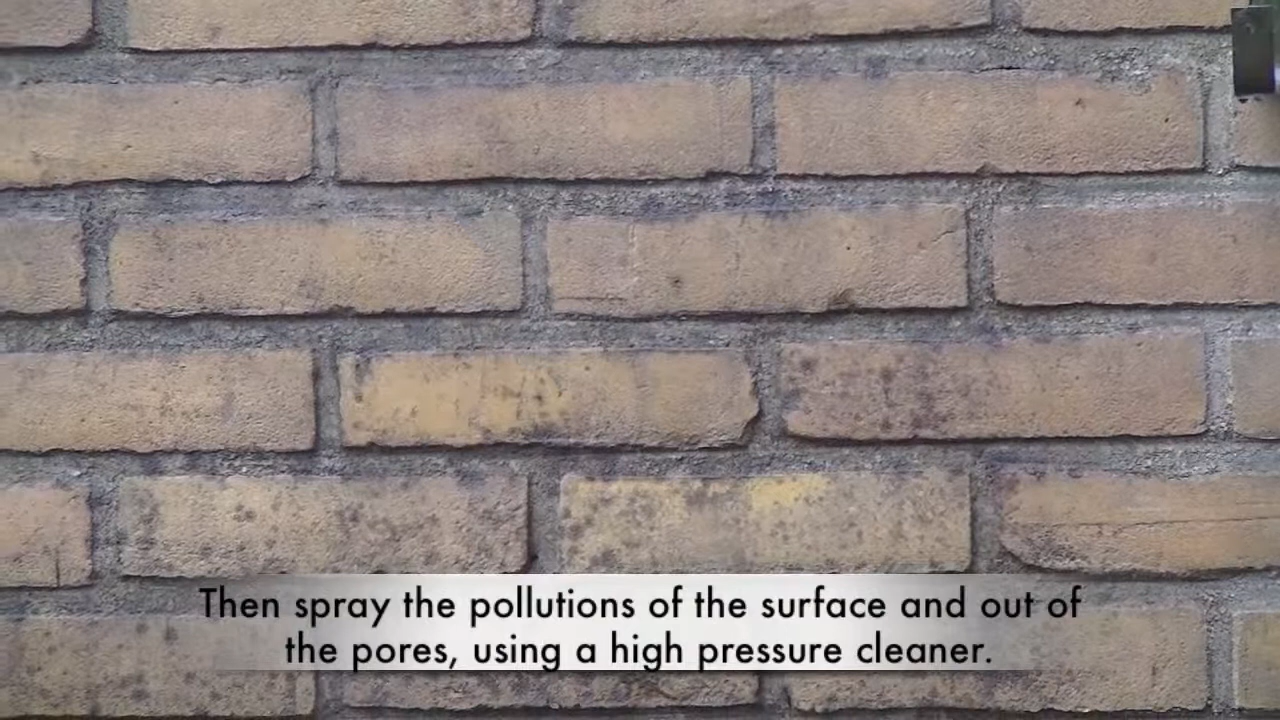 Then spray the pollutions of the surface and out of
the pores, using a high pressure cleaner.